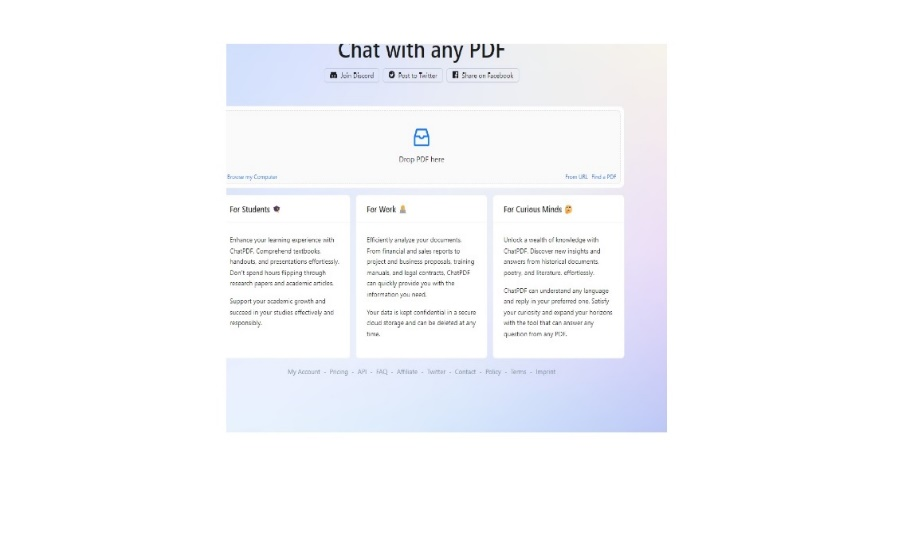 Chat with any PDF
Join Discord
Post to Twitter
Share on Facebook
Drop PDF here
Browse my Computer
From URL
Find a PDF
For Students
Enhance your learning experience with
ChatPDF. Comprehend textbooks,
handouts, and presentations effortlessly.
Don't spend hours flipping through
research papers and academic articles.
Support your academic growth and
succeed in your studies effectively and
responsibly.
For Work
Efficiently analyze your documents.
From financial and sales reports to
project and business proposals, training
manuals, and legal contracts, ChatPDF
can quickly provide you with the
information you need.
Your data is kept confidential in a secure
cloud storage and can be deleted at any
time.
For Curious Minds
Unlock a wealth of knowledge with
ChatPDF. Discover new insights and
answers from historical documents,
poetry, and literature, effortlessly.
ChatPDF can understand any language
and reply in your preferred one. Satisfy
your curiosity and expand your horizons
with the tool that can answer any
question from any PDF.
My Account - Pricing - API - FAQ - Affiliate - Twitter - Contact - Policy - Terms - Imprint